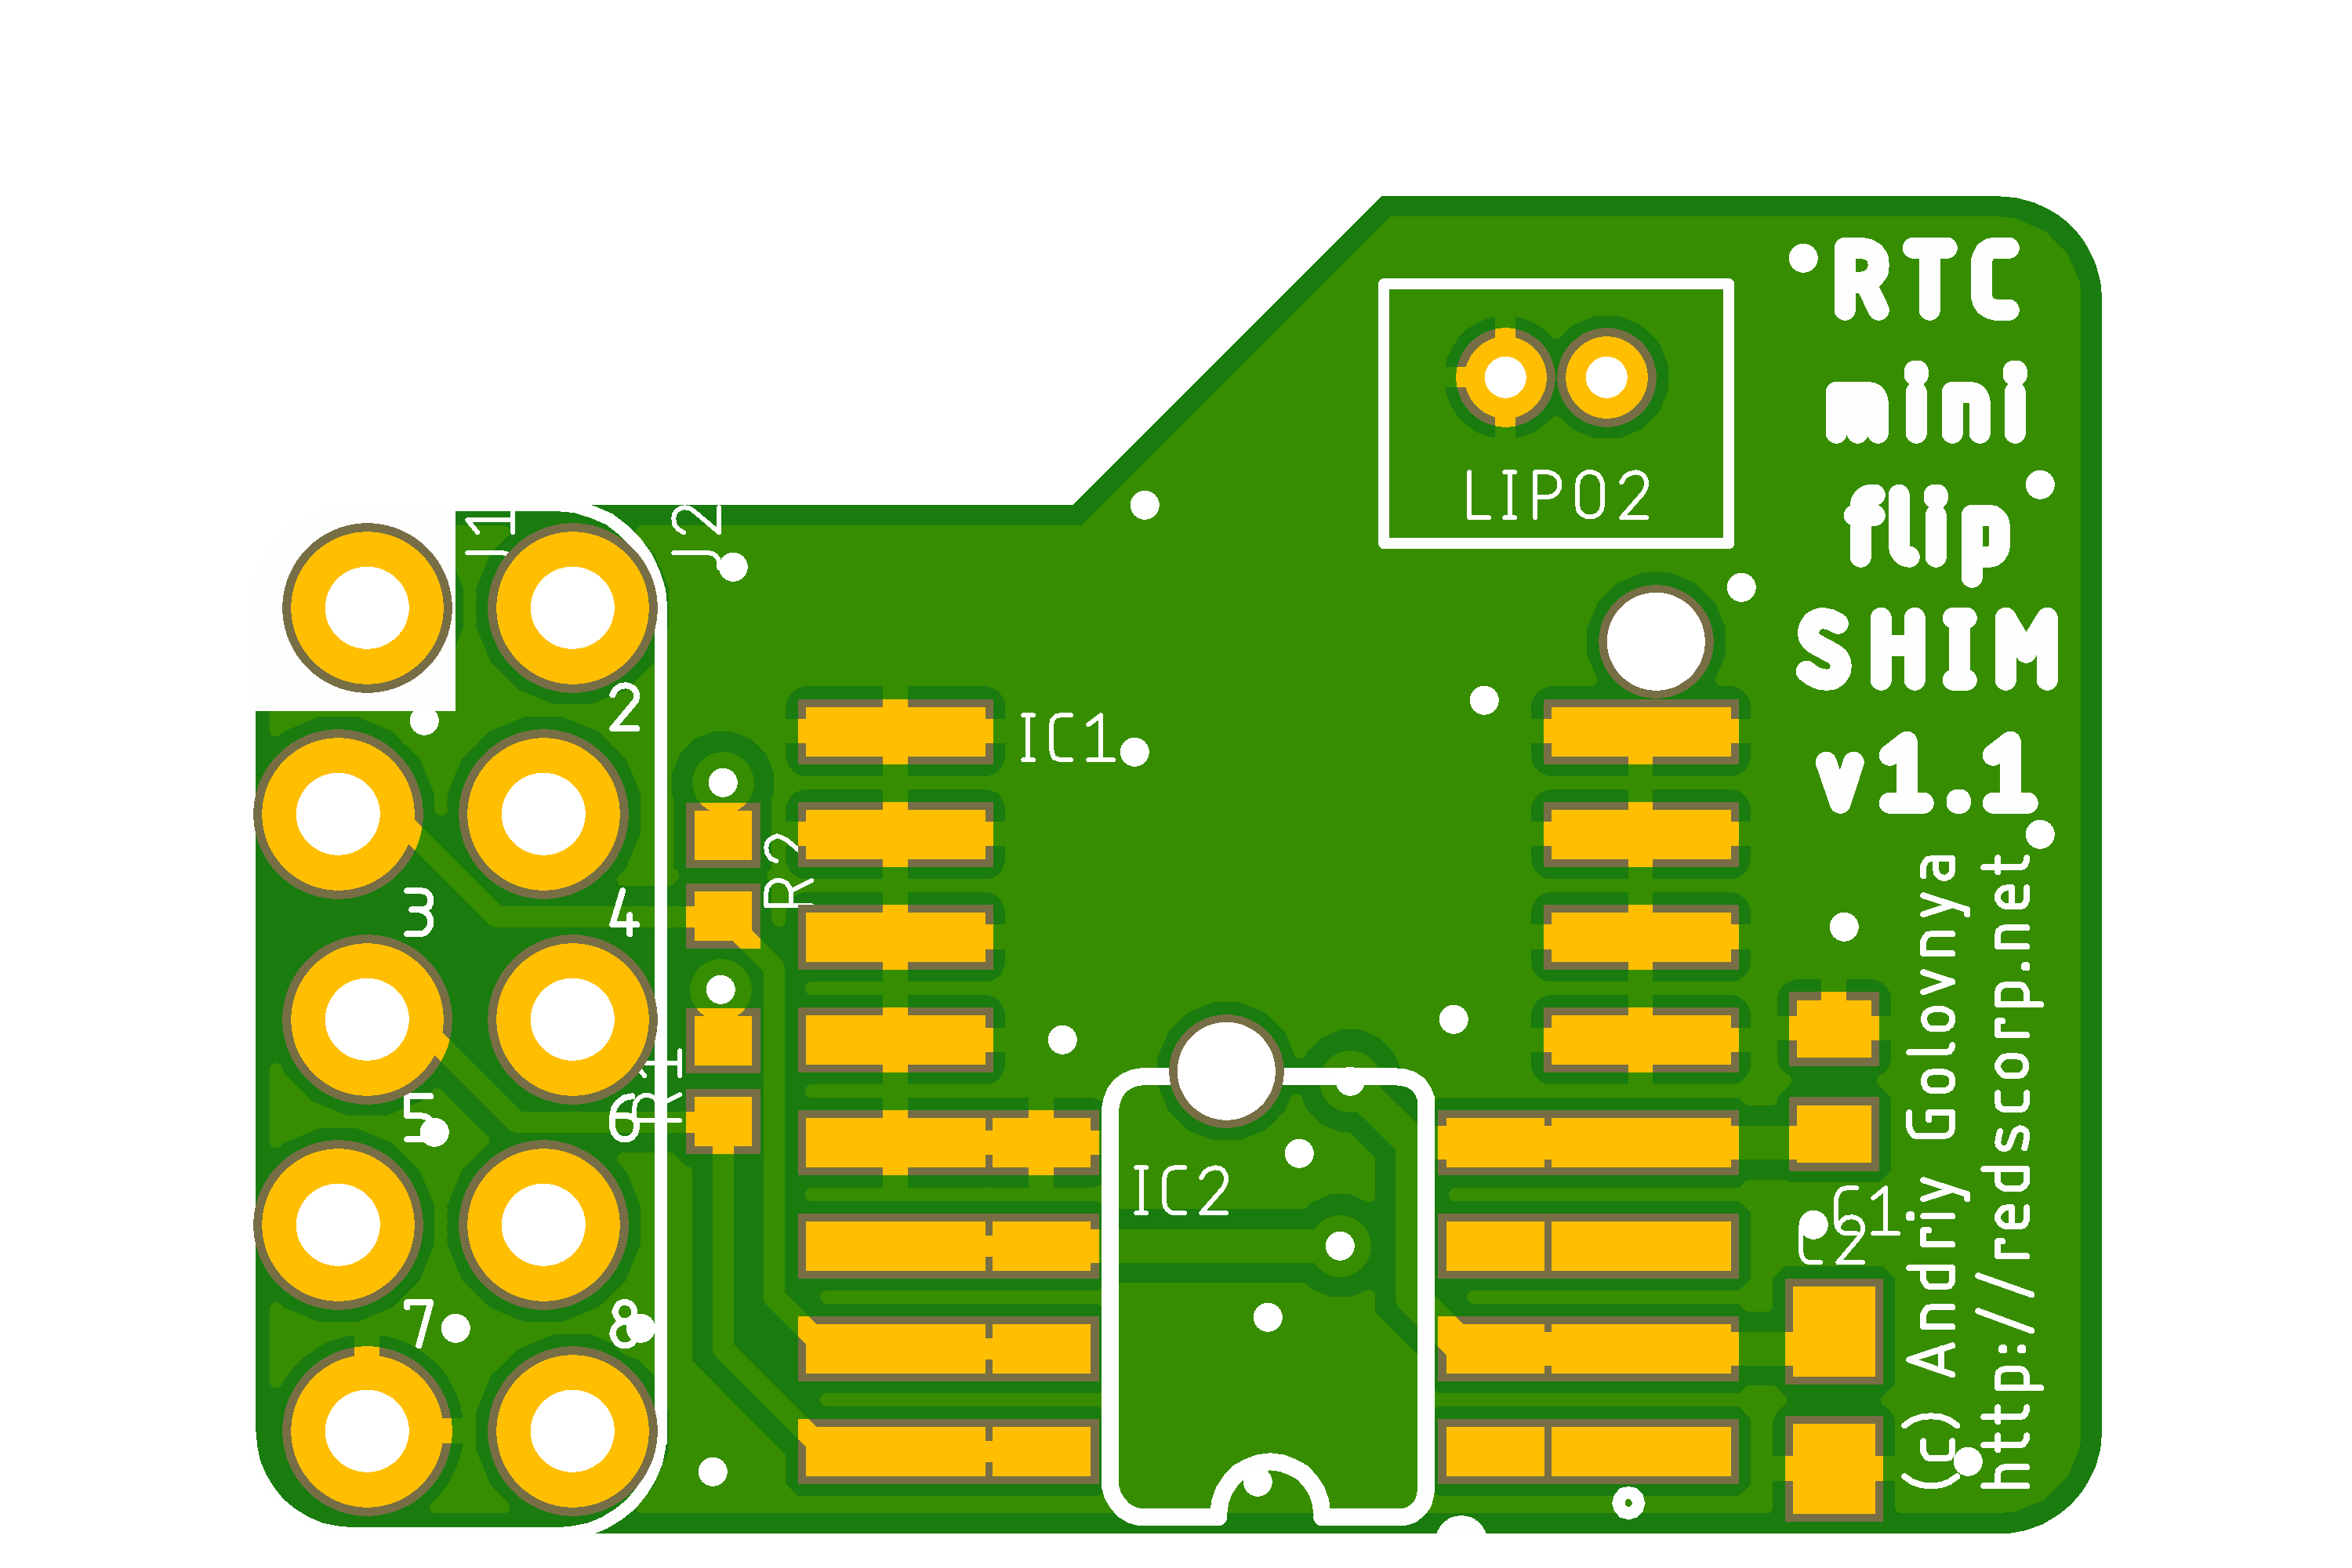 RTC
mini
flip
SHIM
v1.1
LIPO2
J1
J2
2
IC1
R2
3
4
R1
5
6
IC2
C1
C2
7
8
(c) Andriy Golovnya
http://redscorp.net